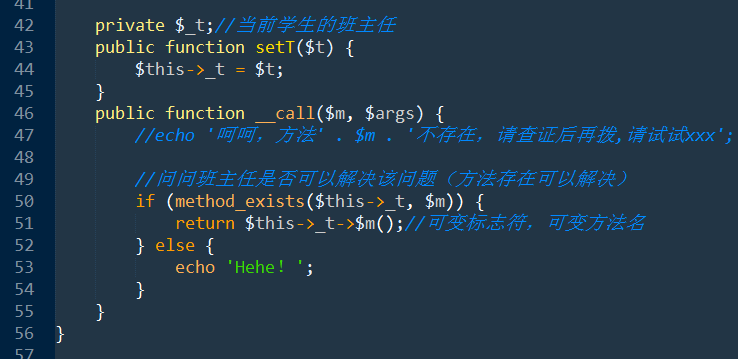 41
42 private $_t;//当前学生的班主任
43 public function setT($t) {
44 $this->_t = $t;
45 }
46 public function __call($m, $args) {
47 //echo '呵呵，方法' . $m . '不存在，请查证后再拨,请试试xxx';
48
49 //问问班主任是否可以解决该问题（方法存在可以解决）
50 if (method_exists($this->_t, $m)) {
51 return $this->_t->$m();//可变标志符，可变方法名
52 } else {
53 echo 'Hehe! ';
54 }
55 }
56 }
57